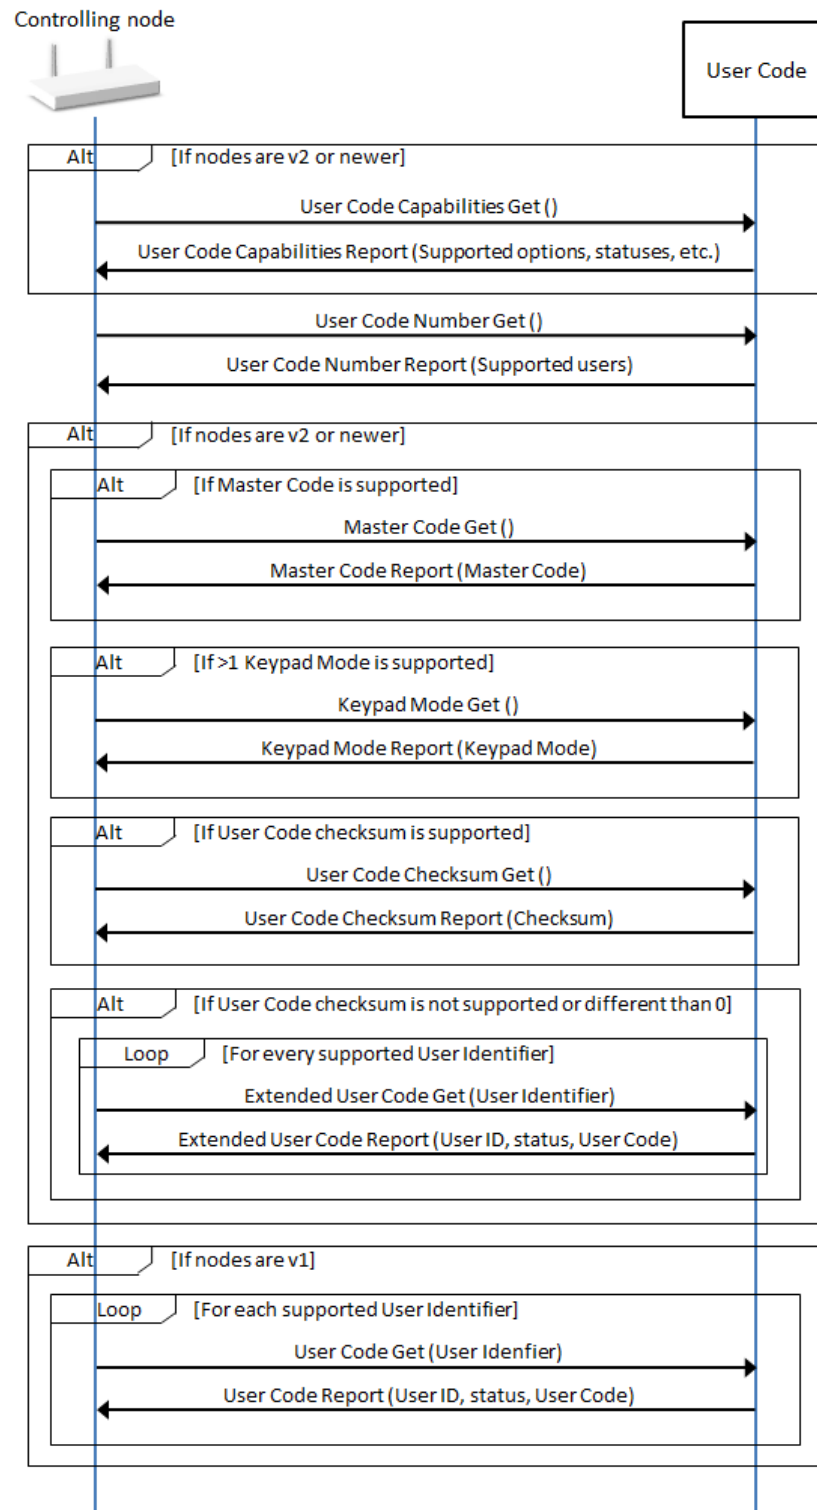 Controlling node
User Code
Alt [If nodes are v2 or newer]
User Code Capabilities Get ()
User Code Capabilities Report (Supported options, statuses, etc.)
User Code Number Get ()
User Code Number Report (Supported users)
Alt [If nodes are v2 or newer]
Alt [If Master Code is supported]
Master Code Get ()
Master Code Report (Master Code)
Alt [If >1 Keypad Mode is supported]
Keypad Mode Get ()
Keypad Mode Report (Keypad Mode)
Alt [If User Code checksum is supported]
User Code Checksum Get ()
User Code Checksum Report (Checksum)
Alt [If User Code checksum is not supported or different than 0]
Loop [For every supported User Identifier]
Extended User Code Get (User Identifier)
Extended User Code Report (User ID, status, User Code)
Alt [If nodes are v1]
Loop [For each supported User Identifier]
User Code Get (User Idenfier)
User Code Report (User ID, status, User Code)